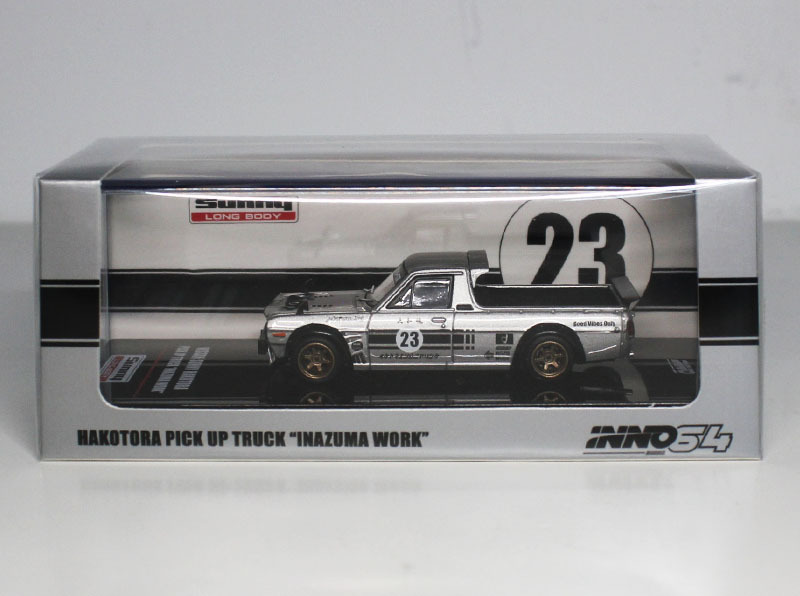 Sunny
LONG BODY
23
23
Good Vibes Only
HAKOTORA PICK UP TRUCK "INAZUMA WORK"
INNO64